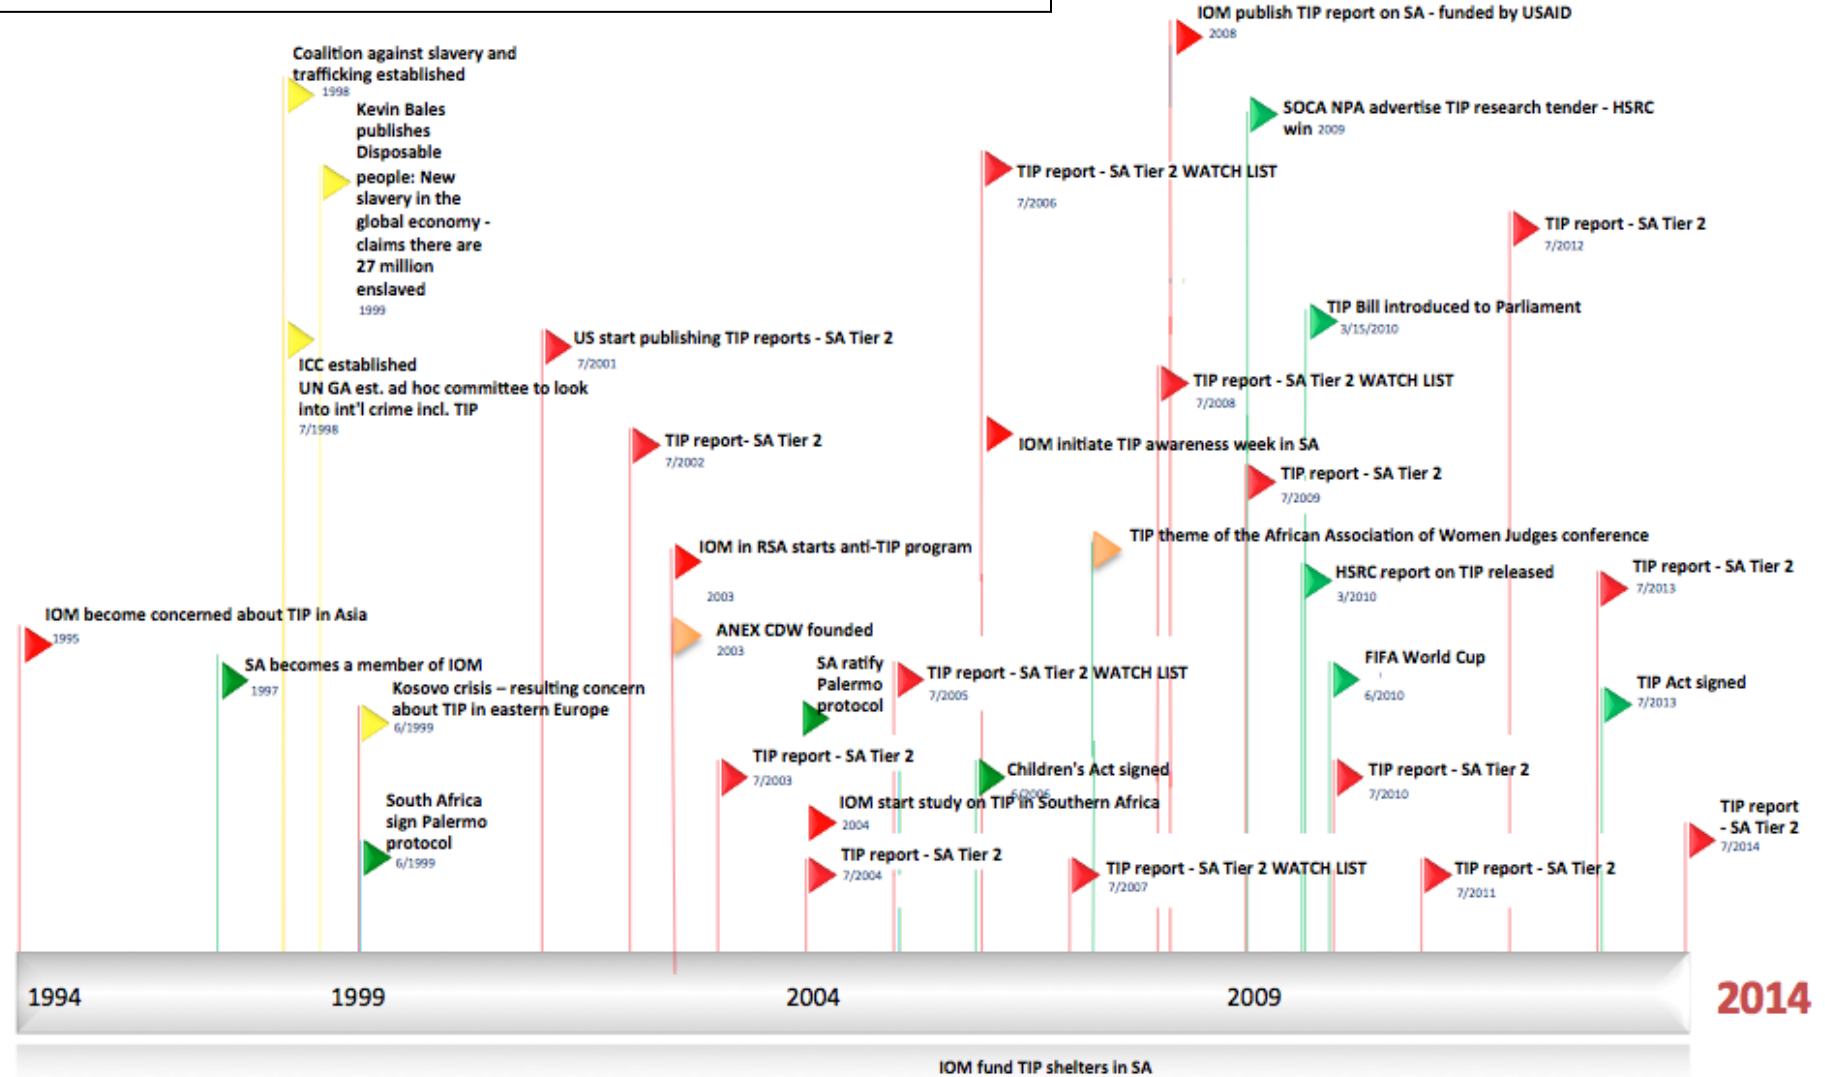 IOM publish TIP report on SA - funded by USAID
2008
Coalition against slavery and
trafficking established
1998
Kevin Bales
publishes
Disposable
people: New
slavery in the
global economy -
claims there are
27 million
enslaved
1999
SOCA NPA advertise TIP research tender - HSRC
win 2009
TIP report - SA Tier 2 WATCH LIST
7/2006
TIP report - SA Tier 2
7/2012
TIP Bill introduced to Parliament
3/15/2010
US start publishing TIP reports - SA Tier 2
7/2001
ICC established
UN GA est. ad hoc committee to look
into int'l crime incl. TIP
7/1998
TIP report - SA Tier 2 WATCH LIST
7/2008
TIP report- SA Tier 2
7/2002
IOM initiate TIP awareness week in SA
TIP report - SA Tier 2
7/2009
TIP theme of the African Association of Women Judges conference
IOM in RSA starts anti-TIP program
2003
HSRC report on TIP released
3/2010
TIP report - SA Tier 2
7/2013
IOM become concerned about TIP in Asia
1995
ANEX CDW founded
2003
SA becomes a member of IOM
1997
Kosovo crisis – resulting concern
about TIP in eastern Europe
6/1999
SA ratify
Palermo
protocol
TIP report - SA Tier 2 WATCH LIST
7/2005
FIFA World Cup
6/2010
TIP Act signed
7/2013
TIP report - SA Tier 2
7/2003
Children's Act signed
6/2006
TIP report - SA Tier 2
7/2010
South Africa
sign Palermo
protocol
6/1999
IOM start study on TIP in Southern Africa
2004
TIP report - SA Tier 2
7/2004
TIP report - SA Tier 2 WATCH LIST
7/2007
TIP report - SA Tier 2
7/2011
TIP report
- SA Tier 2
7/2014
1994
1999
2004
2009
2014
IOM fund TIP shelters in SA